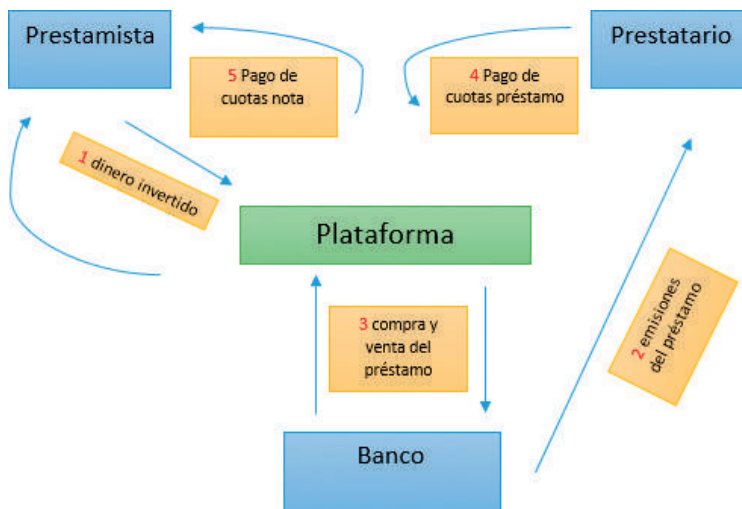 Prestamista
Prestatario
5 Pago de
cuotas nota
4 Pago de
cuotas préstamo
1 dinero invertido
Plataforma
3 compra y
venta del
préstamo
2 emisiones
del préstamo
Banco